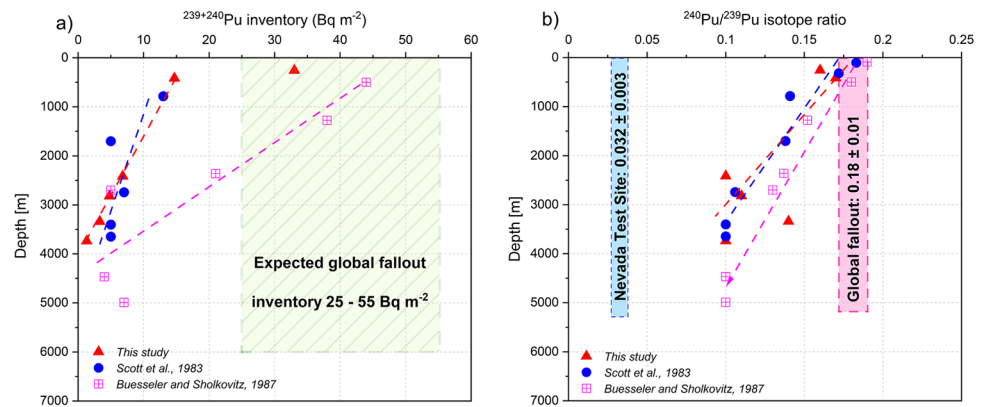 a)
²³⁹⁺²⁴⁰Pu inventory (Bq m⁻²)
0 10 20 30 40 50 60
0
1000
2000
3000
4000
5000
6000
7000
Depth [m]
Expected global fallout
inventory 25 - 55 Bq m⁻²
This study
Scott et al., 1983
Buesseler and Sholkovitz, 1987
b)
²⁴⁰Pu/²³⁹Pu isotope ratio
0 0.05 0.10 0.15 0.20 0.25
0
1000
2000
3000
4000
5000
6000
7000
Depth [m]
Nevada Test Site: 0.032 ± 0.003
Global fallout: 0.18 ± 0.01
This study
Scott et al., 1983
Buesseler and Sholkovitz, 1987